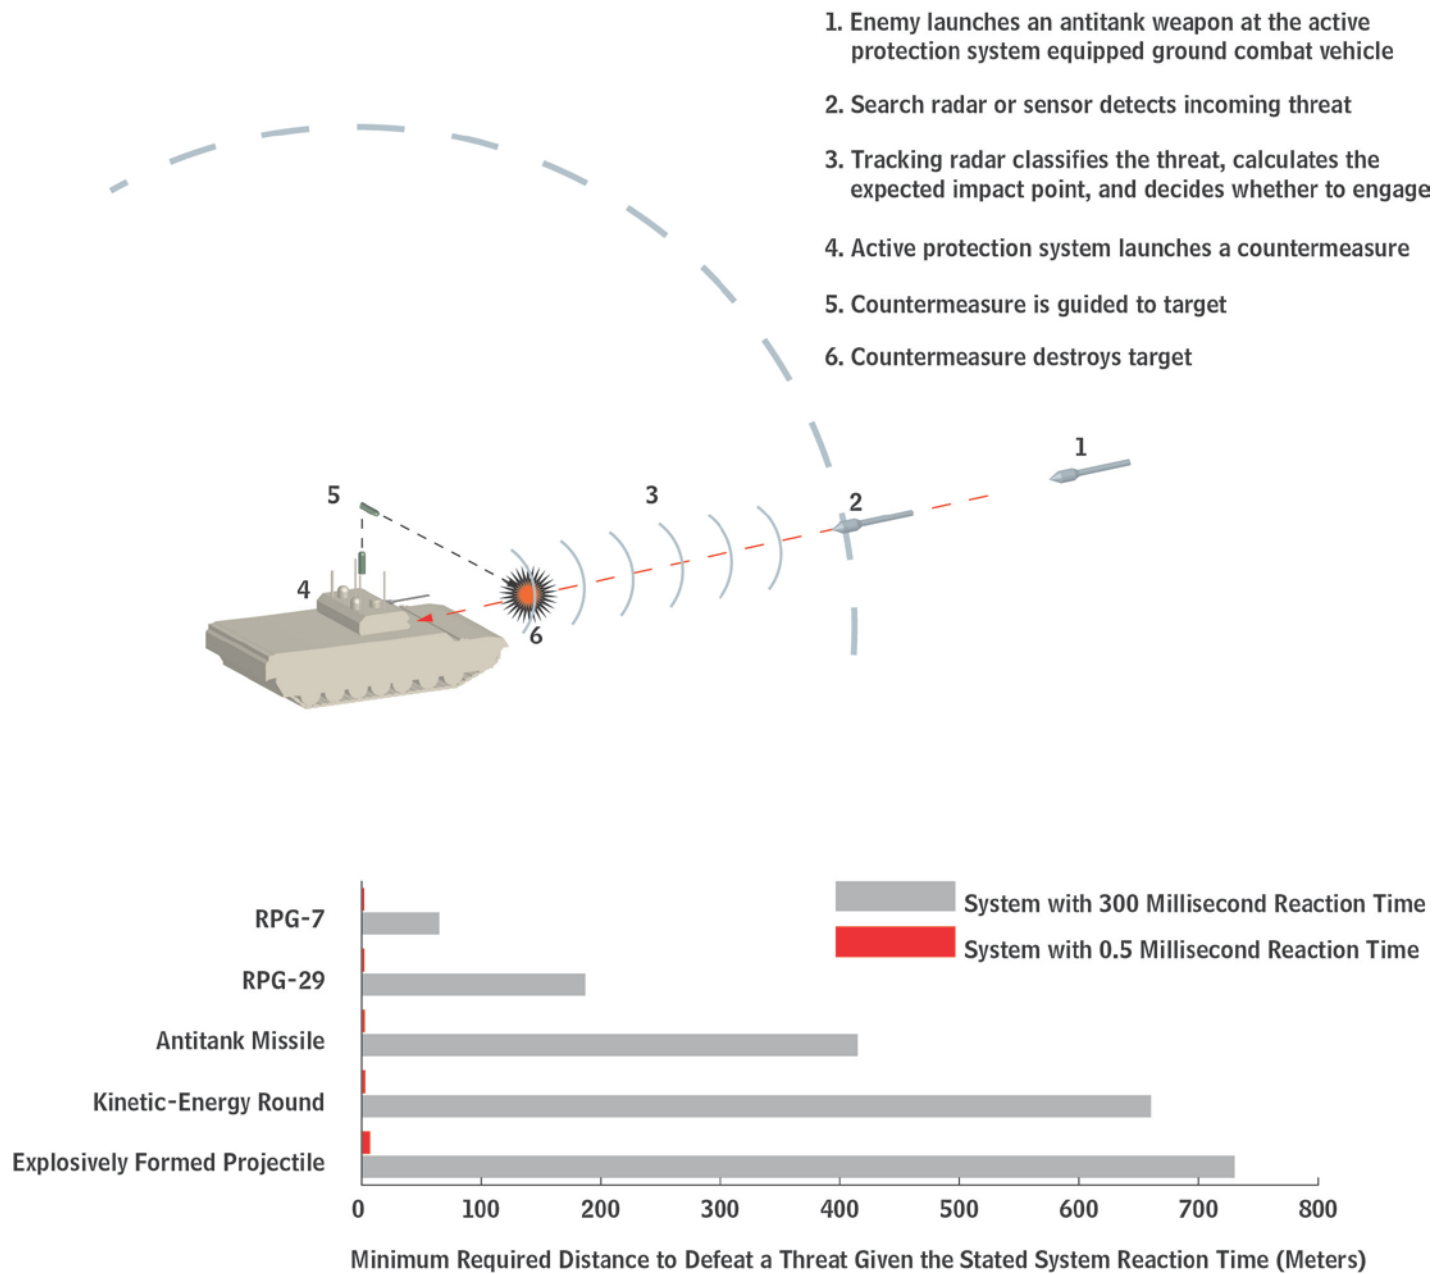 1. Enemy launches an antitank weapon at the active
protection system equipped ground combat vehicle
2. Search radar or sensor detects incoming threat
3. Tracking radar classifies the threat, calculates the
expected impact point, and decides whether to engage
4. Active protection system launches a countermeasure
5. Countermeasure is guided to target
6. Countermeasure destroys target
1
2
3
5
4
6
System with 300 Millisecond Reaction Time
System with 0.5 Millisecond Reaction Time
RPG-7
RPG-29
Antitank Missile
Kinetic-Energy Round
Explosively Formed Projectile
0 100 200 300 400 500 600 700 800
Minimum Required Distance to Defeat a Threat Given the Stated System Reaction Time (Meters)